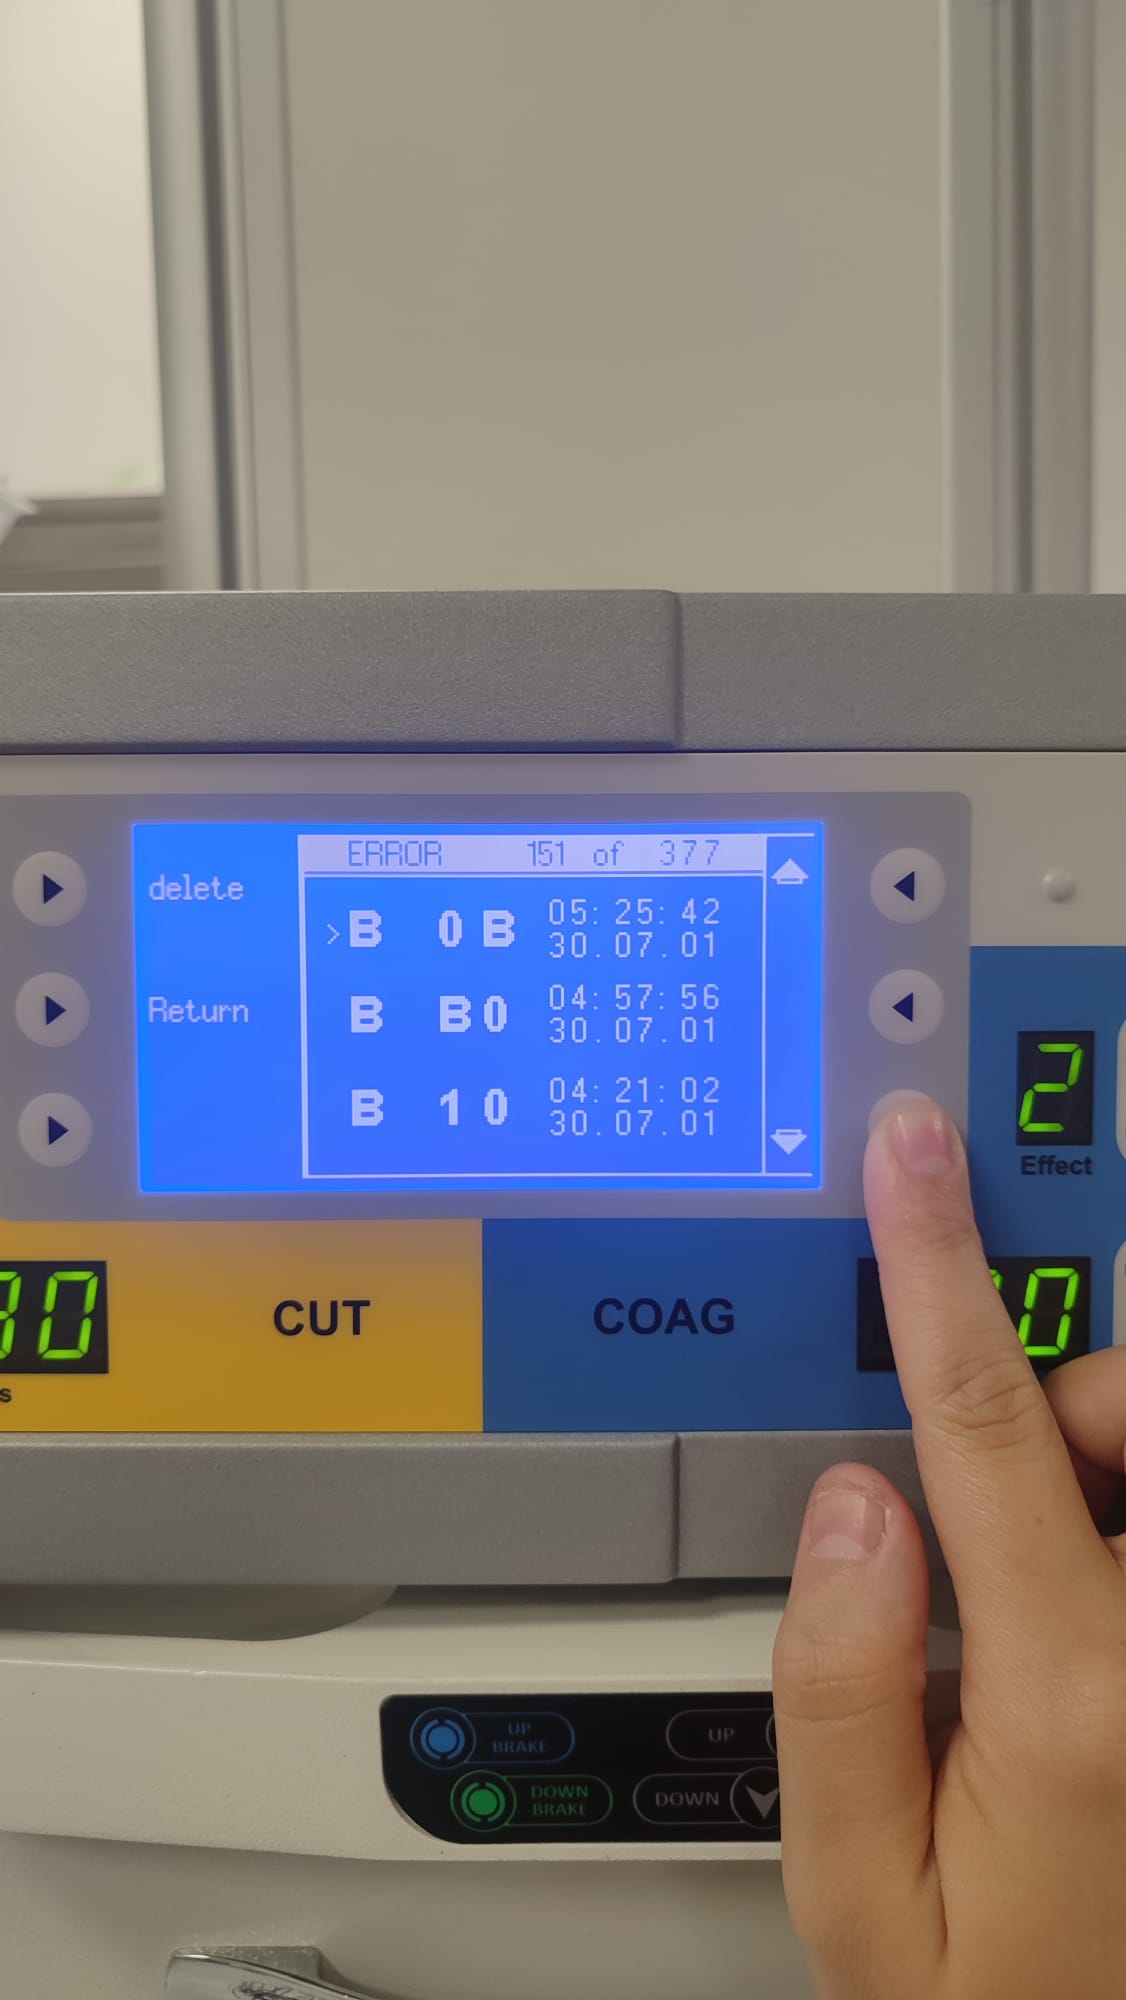 ERROR 151 of 377
delete
>B 0B 05:25:42
30.07.01
Return
B B0 04:57:56
30.07.01
B 10 04:21:02
30.07.01
2
Effect
CUT
COAG
UP
BRAKE
UP
DOWN
BRAKE
DOWN